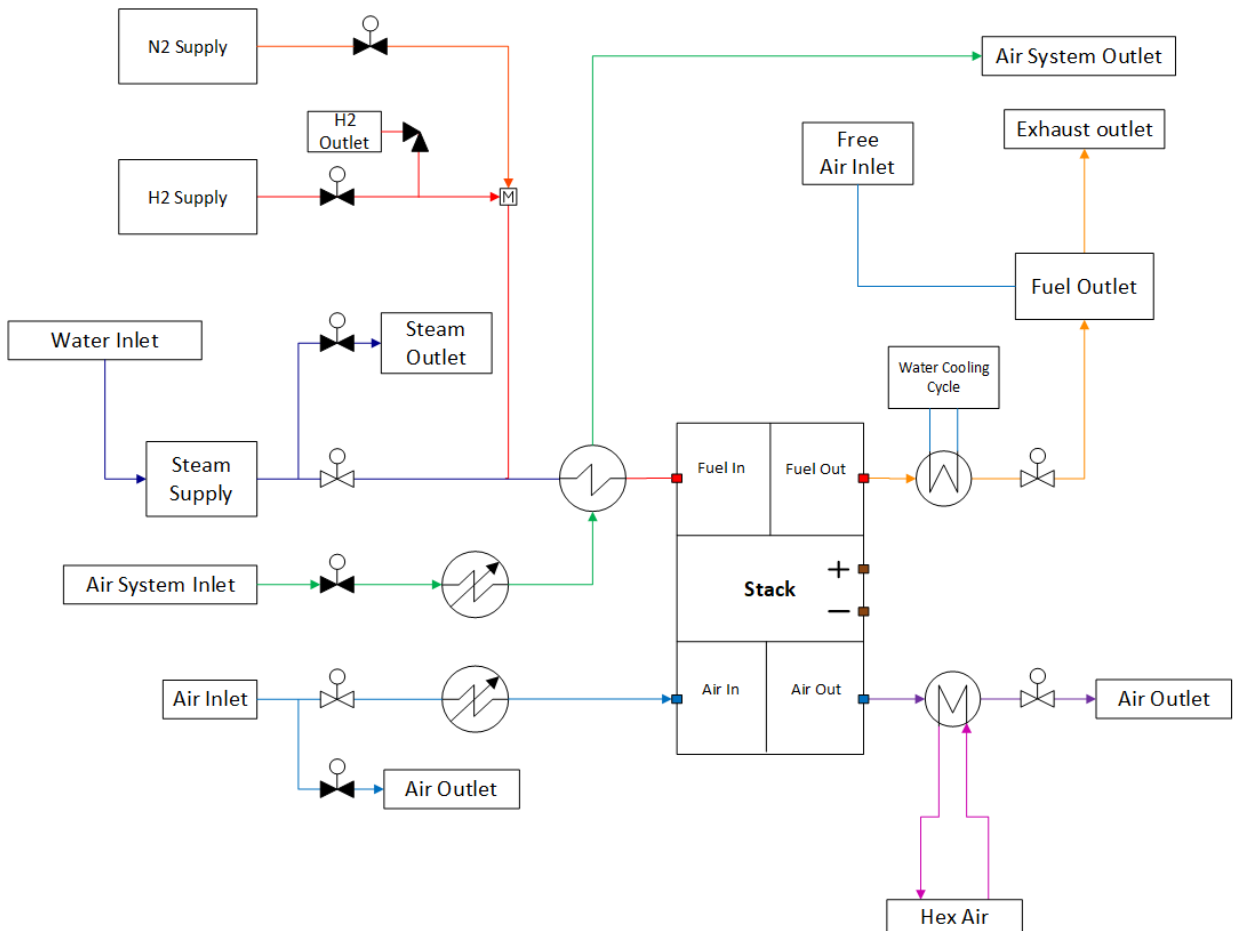 N2 Supply
Air System Outlet
H2
Outlet
Exhaust outlet
Free
Air Inlet
H2 Supply
M
Fuel Outlet
Water Inlet
Steam
Outlet
Water Cooling
Cycle
Steam
Supply
Fuel In
Fuel Out
Air System Inlet
+
Stack
—
Air Inlet
Air In
Air Out
Air Outlet
Air Outlet
Hex Air